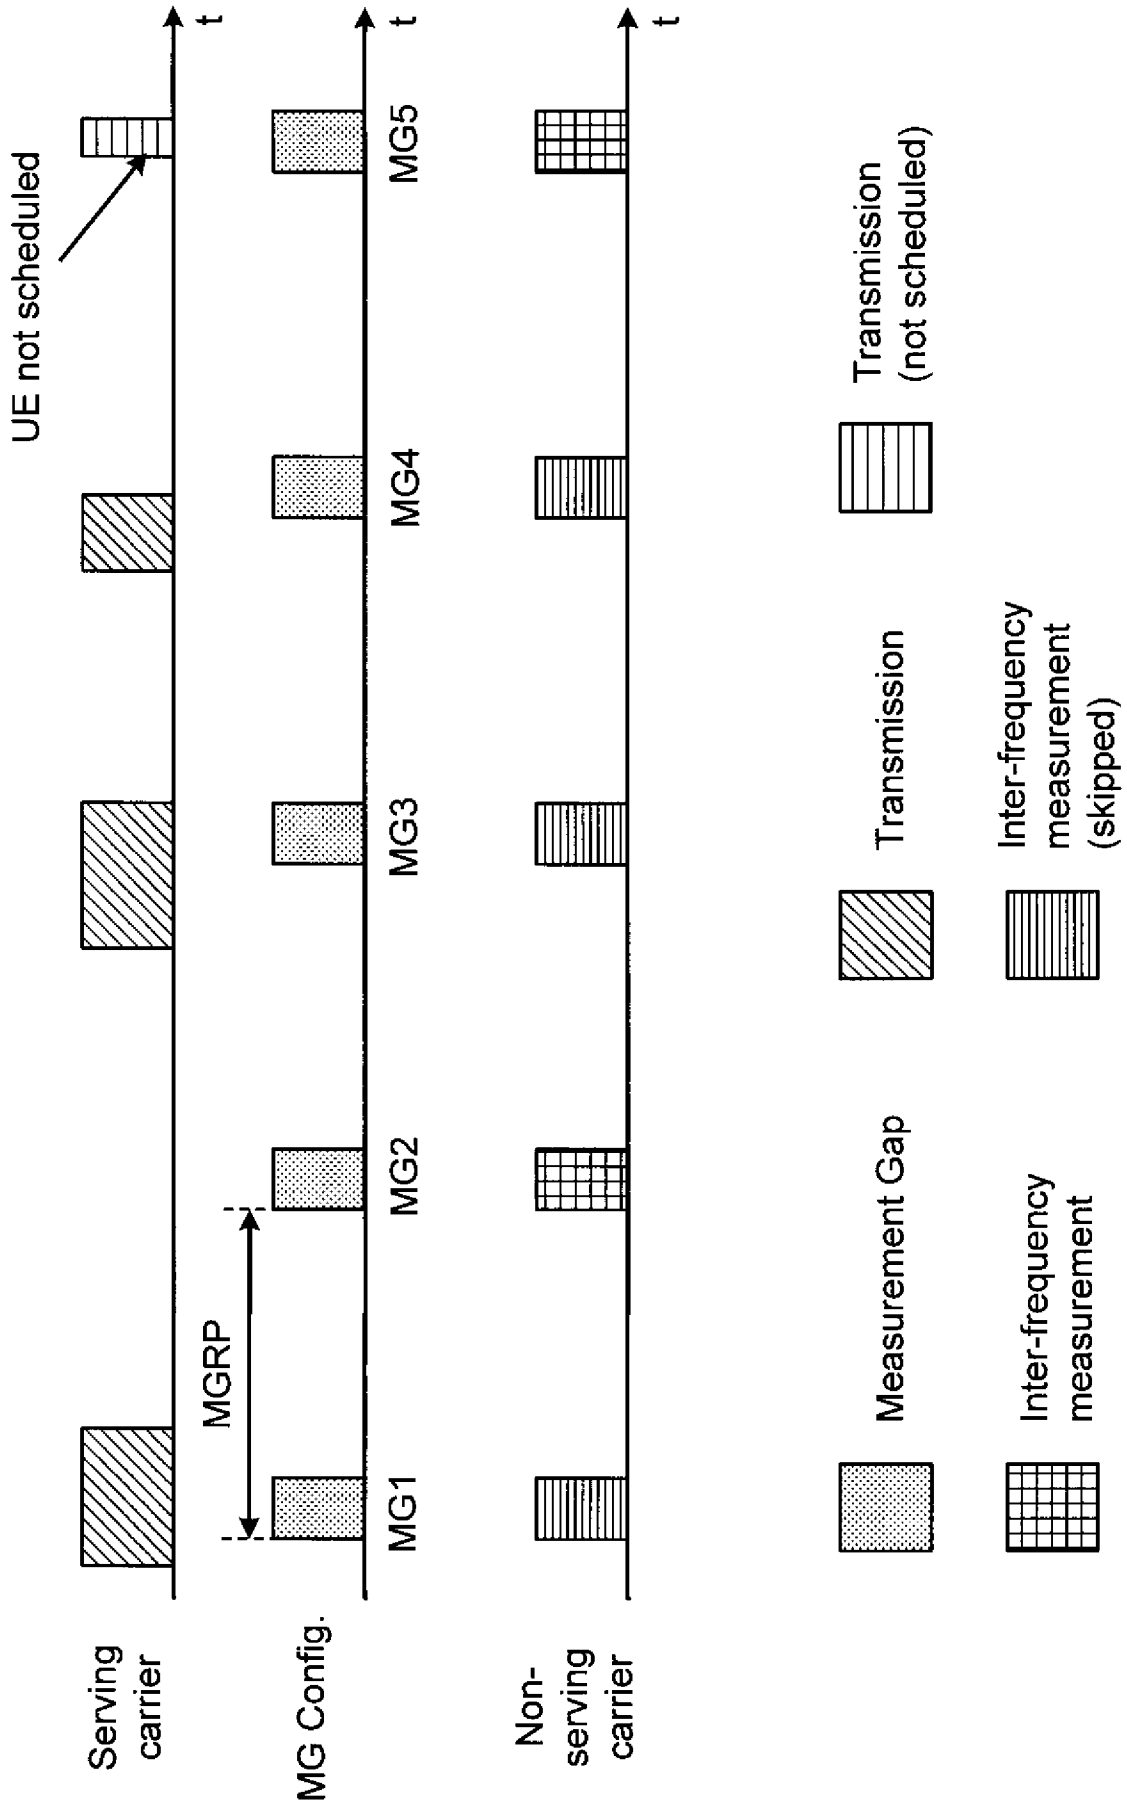 UE not scheduled
Serving
carrier
t
MGRP
MG Config.
t
MG1
MG2
MG3
MG4
MG5
Non-
serving
carrier
t
Measurement Gap
Transmission
Transmission
(not scheduled)
Inter-frequency
measurement
Inter-frequency
measurement
(skipped)